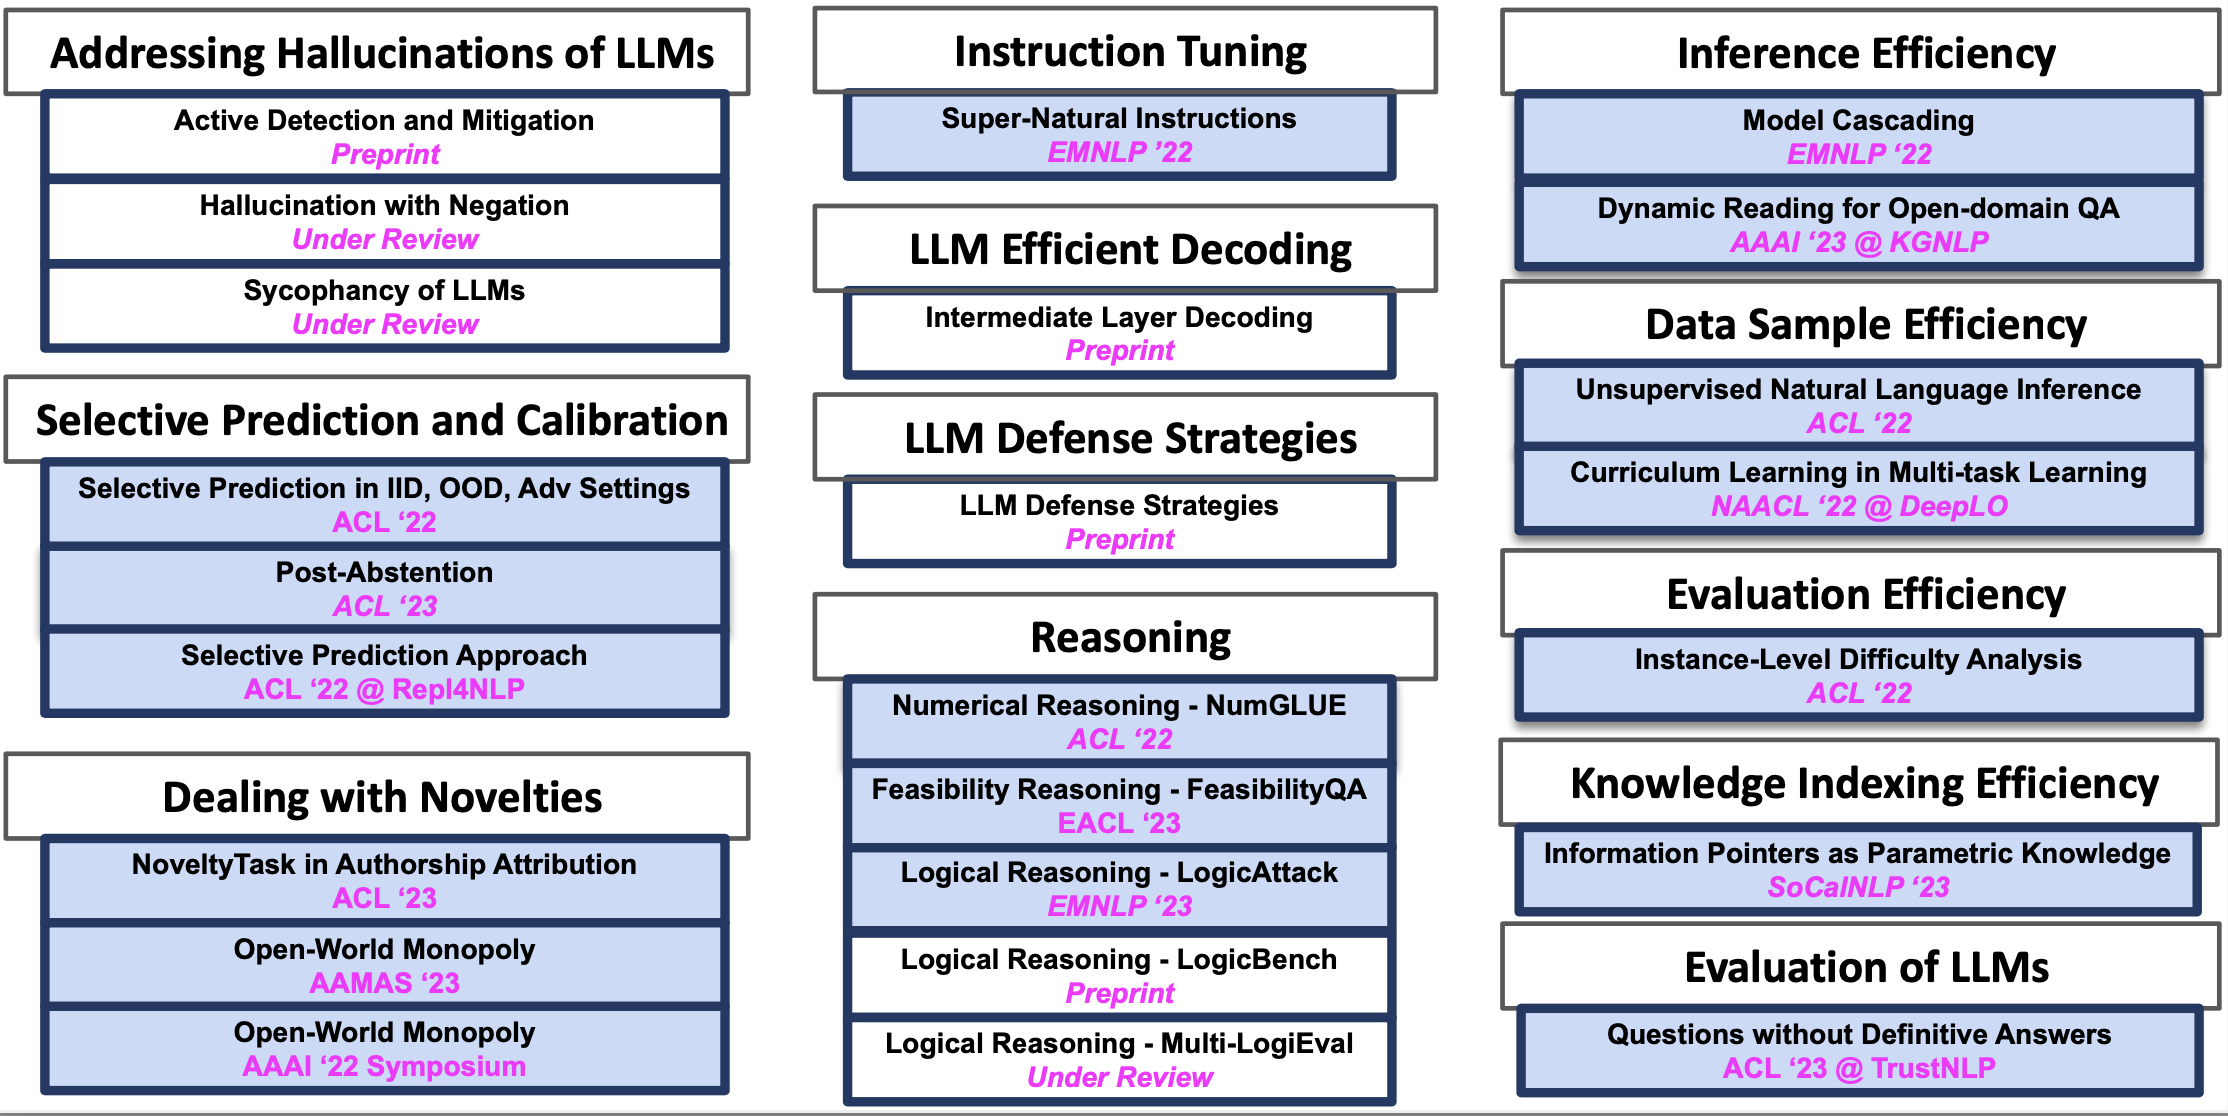 Addressing Hallucinations of LLMs
Active Detection and Mitigation
Preprint
Hallucination with Negation
Under Review
Sycophancy of LLMs
Under Review
Selective Prediction and Calibration
Selective Prediction in IID, OOD, Adv Settings
ACL ‘22
Post-Abstention
ACL ‘23
Selective Prediction Approach
ACL ‘22 @ Repl4NLP
Dealing with Novelties
NoveltyTask in Authorship Attribution
ACL ‘23
Open-World Monopoly
AAMAS ‘23
Open-World Monopoly
AAAI ‘22 Symposium
Instruction Tuning
Super-Natural Instructions
EMNLP ’22
LLM Efficient Decoding
Intermediate Layer Decoding
Preprint
LLM Defense Strategies
LLM Defense Strategies
Preprint
Reasoning
Numerical Reasoning - NumGLUE
ACL ‘22
Feasibility Reasoning - FeasibilityQA
EACL ‘23
Logical Reasoning - LogicAttack
EMNLP ‘23
Logical Reasoning - LogicBench
Preprint
Logical Reasoning - Multi-LogiEval
Under Review
Inference Efficiency
Model Cascading
EMNLP ‘22
Dynamic Reading for Open-domain QA
AAAI ‘23 @ KGNLP
Data Sample Efficiency
Unsupervised Natural Language Inference
ACL ‘22
Curriculum Learning in Multi-task Learning
NAACL ‘22 @ DeepLO
Evaluation Efficiency
Instance-Level Difficulty Analysis
ACL ‘22
Knowledge Indexing Efficiency
Information Pointers as Parametric Knowledge
SoCalNLP ‘23
Evaluation of LLMs
Questions without Definitive Answers
ACL ‘23 @ TrustNLP